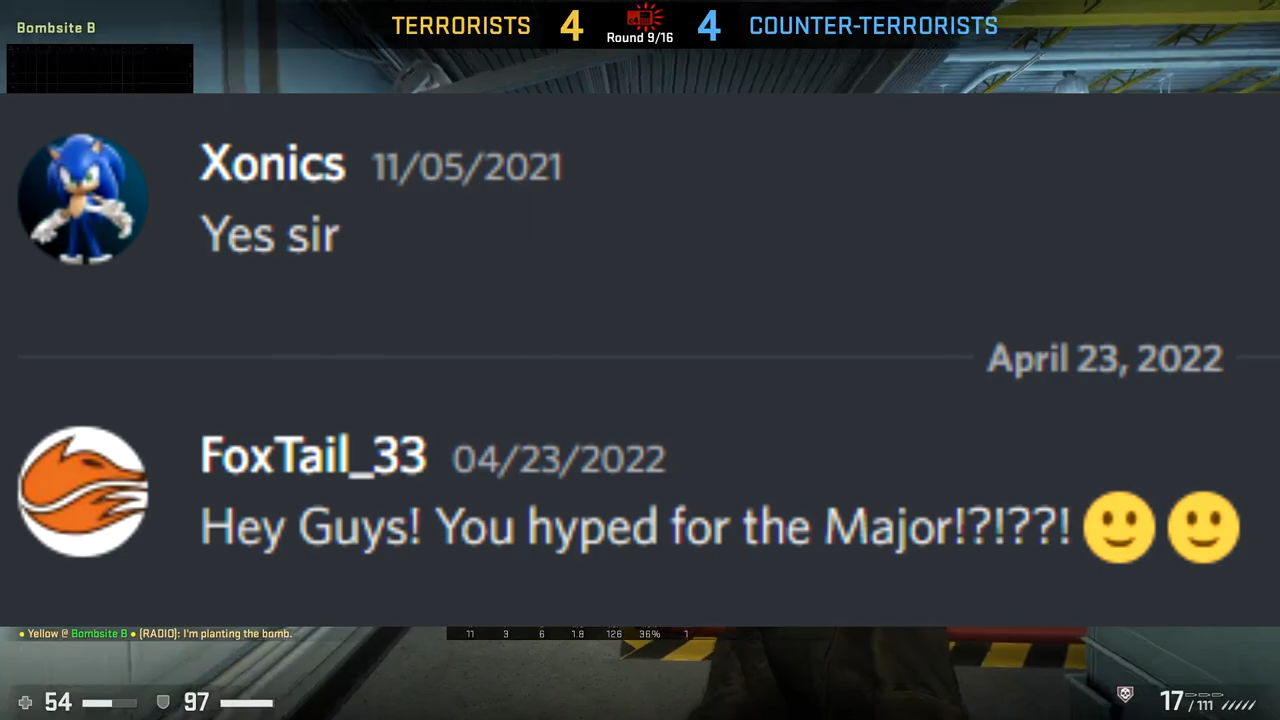 Bombsite B
TERRORISTS 4 Round 9/16 4 COUNTER-TERRORISTS
Xonics 11/05/2021
Yes sir
April 23, 2022
FoxTail_33 04/23/2022
Hey Guys! You hyped for the Major!?!??! 🙂 🙂
● Yellow @ Bombsite B ● (RADIO): I'm planting the bomb.
11 3 6 1.8 126 36% 1
54 97 17 / 111